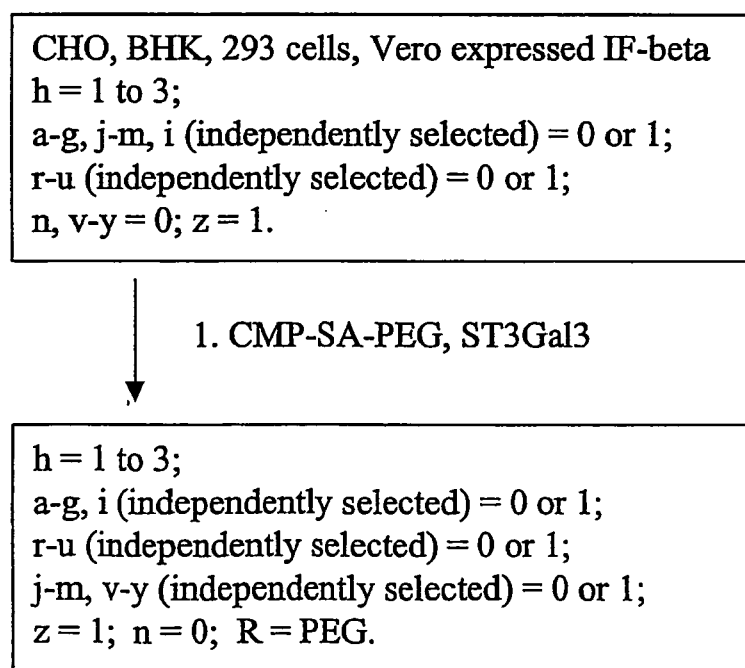 CHO, BHK, 293 cells, Vero expressed IF-beta
h = 1 to 3;
a-g, j-m, i (independently selected) = 0 or 1;
r-u (independently selected) = 0 or 1;
n, v-y = 0; z = 1.
1. CMP-SA-PEG, ST3Gal3
h = 1 to 3;
a-g, i (independently selected) = 0 or 1;
r-u (independently selected) = 0 or 1;
j-m, v-y (independently selected) = 0 or 1;
z = 1; n = 0; R = PEG.